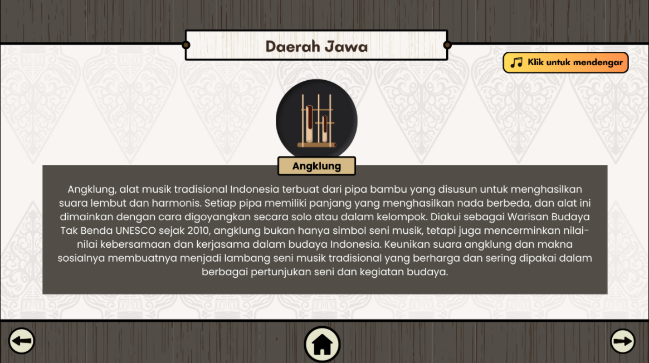 Daerah Jawa
Klik untuk mendengar
Angklung
Angklung, alat musik tradisional Indonesia terbuat dari pipa bambu yang disusun untuk menghasilkan
suara lembut dan harmonis. Setiap pipa memiliki panjang yang menghasilkan nada berbeda, dan alat ini
dimainkan dengan cara digoyangkan secara solo atau dalam kelompok. Diakui sebagai Warisan Budaya
Tak Benda UNESCO sejak 2010, angklung bukan hanya simbol seni musik, tetapi juga mencerminkan nilai-
nilai kebersamaan dan kerjasama dalam budaya Indonesia. Keunikan suara angklung dan makna
sosialnya membuatnya menjadi lambang seni musik tradisional yang berharga dan sering dipakai dalam
berbagai pertunjukan seni dan kegiatan budaya.